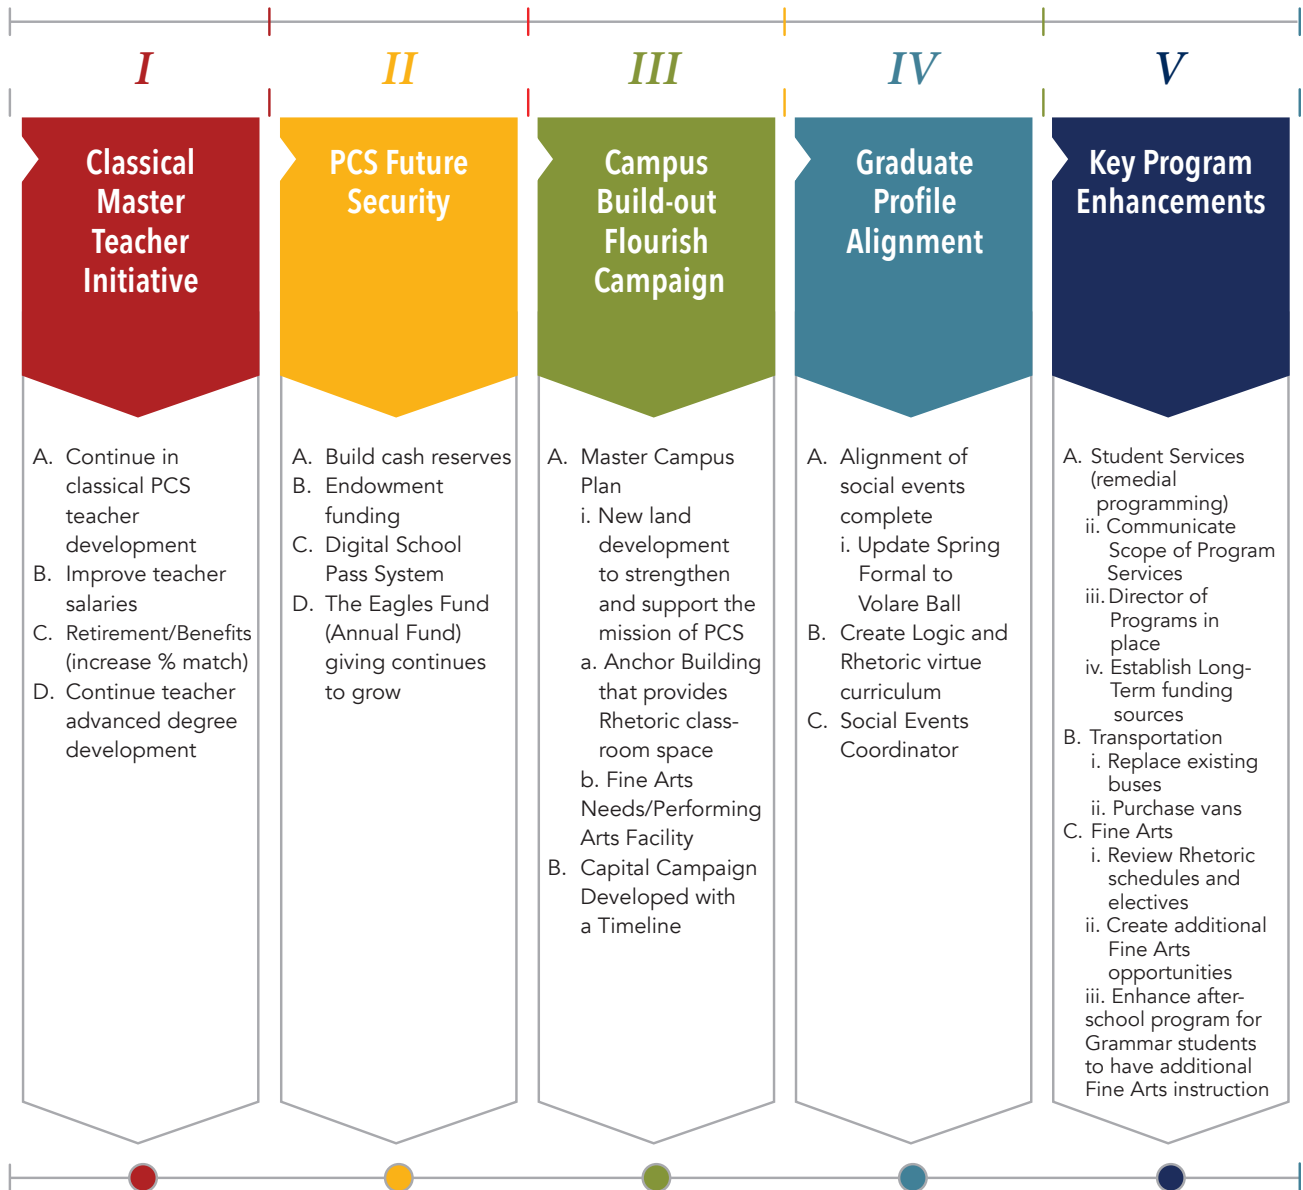 I
II
III
IV
V
Classical
Master
Teacher
Initiative
PCS Future
Security
Campus
Build-out
Flourish
Campaign
Graduate
Profile
Alignment
Key Program
Enhancements
A. Continue in
classical PCS
teacher
development
B. Improve teacher
salaries
C. Retirement/Benefits
(increase % match)
D. Continue teacher
advanced degree
development
A. Build cash reserves
B. Endowment
funding
C. Digital School
Pass System
D. The Eagles Fund
(Annual Fund)
giving continues
to grow
A. Master Campus
Plan
i. New land
development
to strengthen
and support the
mission of PCS
a. Anchor Building
that provides
Rhetoric class-
room space
b. Fine Arts
Needs/Performing
Arts Facility
B. Capital Campaign
Developed with
a Timeline
A. Alignment of
social events
complete
i. Update Spring
Formal to
Volare Ball
B. Create Logic and
Rhetoric virtue
curriculum
C. Social Events
Coordinator
A. Student Services
(remedial
programming)
ii. Communicate
Scope of Program
Services
iii. Director of
Programs in
place
iv. Establish Long-
Term funding
sources
B. Transportation
i. Replace existing
buses
ii. Purchase vans
C. Fine Arts
i. Review Rhetoric
schedules and
electives
ii. Create additional
Fine Arts
opportunities
iii. Enhance after-
school program for
Grammar students
to have additional
Fine Arts instruction